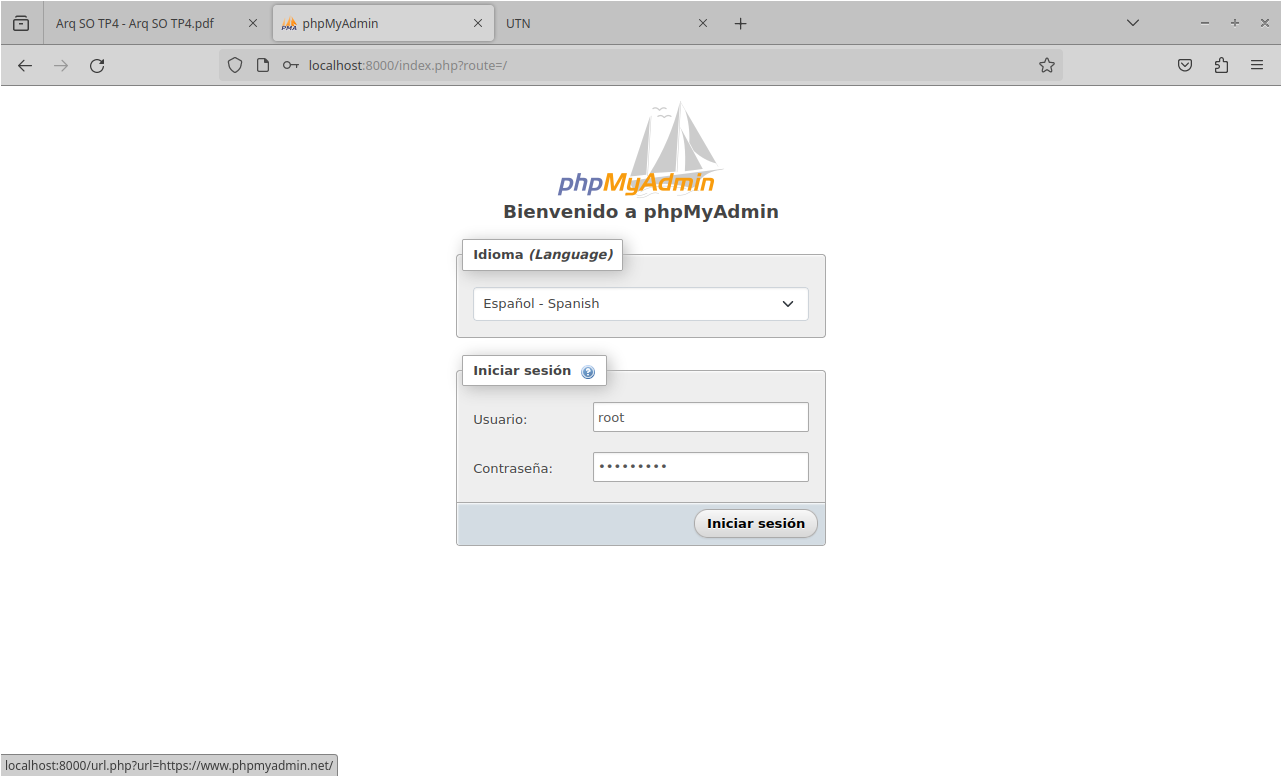 Arq SO TP4 - Arq SO TP4.pdf
PMA phpMyAdmin
UTN
localhost:8000/index.php?route=/
phpMyAdmin
Bienvenido a phpMyAdmin
Idioma (Language)
Español - Spanish
Iniciar sesión
Usuario: root
Contraseña: •••••••••
Iniciar sesión
localhost:8000/url.php?url=https://www.phpmyadmin.net/